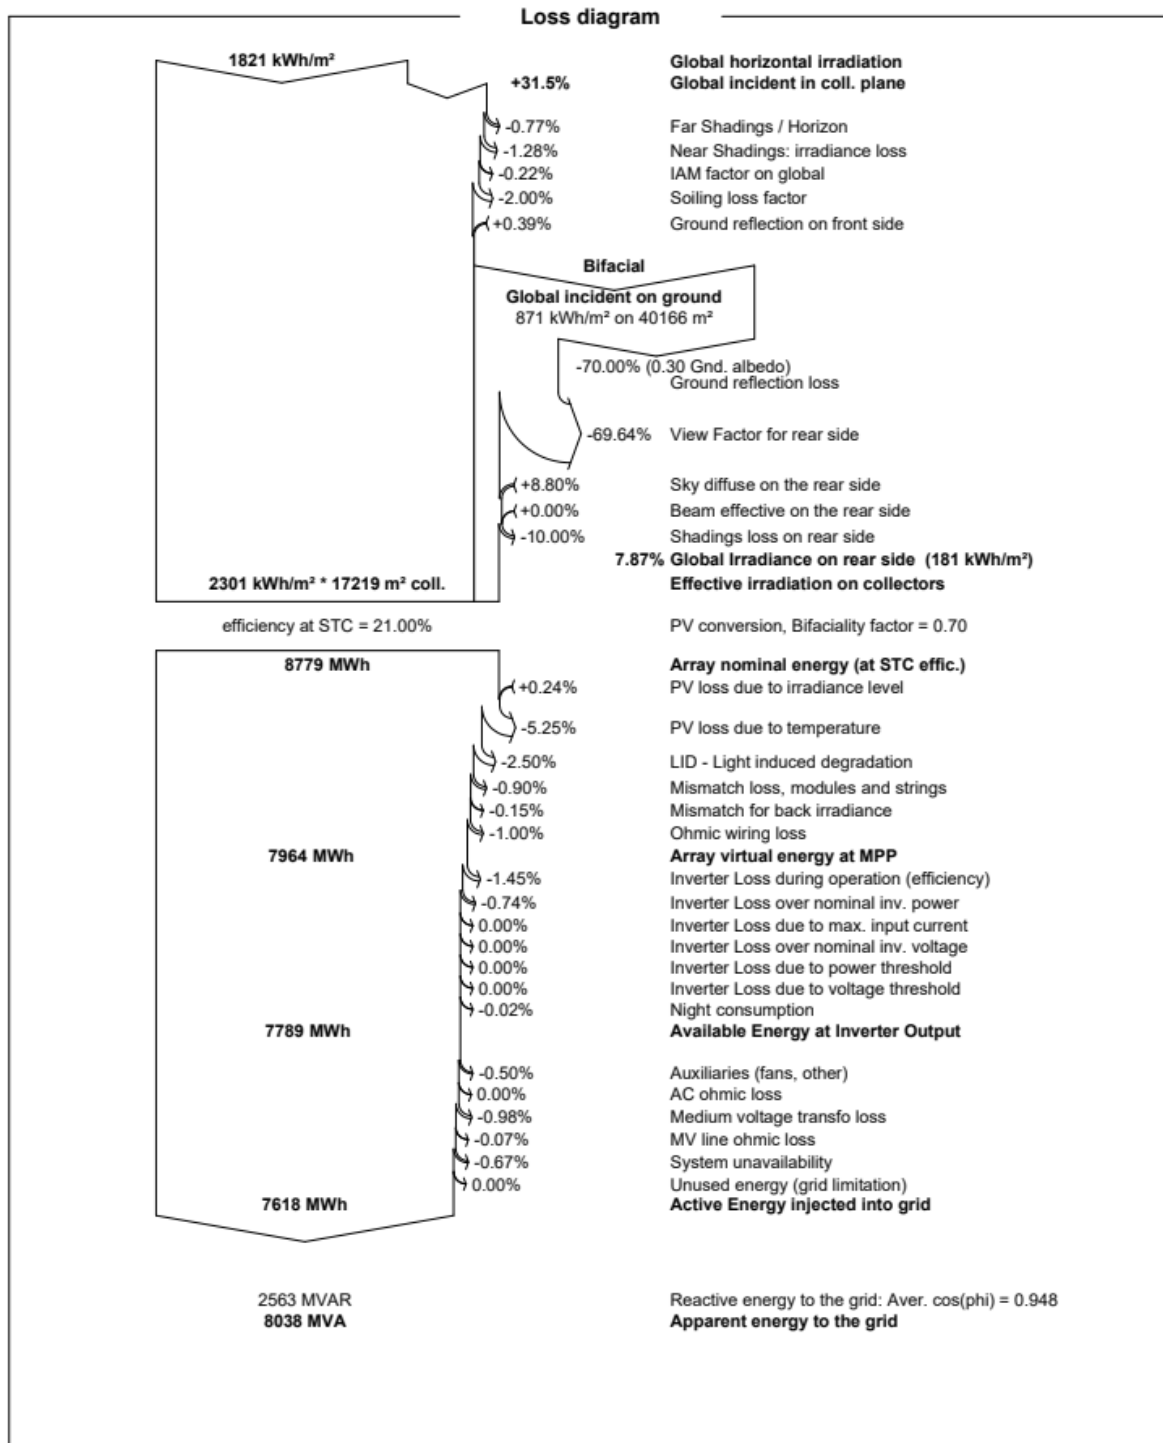 Loss diagram
1821 kWh/m² Global horizontal irradiation
+31.5% Global incident in coll. plane
-0.77% Far Shadings / Horizon
-1.28% Near Shadings: irradiance loss
-0.22% IAM factor on global
-2.00% Soiling loss factor
+0.39% Ground reflection on front side
Bifacial
Global incident on ground
871 kWh/m² on 40166 m²
-70.00% (0.30 Gnd. albedo)
Ground reflection loss
-69.64% View Factor for rear side
+8.80% Sky diffuse on the rear side
+0.00% Beam effective on the rear side
-10.00% Shadings loss on rear side
7.87% Global Irradiance on rear side (181 kWh/m²)
2301 kWh/m² * 17219 m² coll. Effective irradiation on collectors
efficiency at STC = 21.00% PV conversion, Bifaciality factor = 0.70
8779 MWh Array nominal energy (at STC effic.)
+0.24% PV loss due to irradiance level
-5.25% PV loss due to temperature
-2.50% LID - Light induced degradation
-0.90% Mismatch loss, modules and strings
-0.15% Mismatch for back irradiance
-1.00% Ohmic wiring loss
7964 MWh Array virtual energy at MPP
-1.45% Inverter Loss during operation (efficiency)
-0.74% Inverter Loss over nominal inv. power
0.00% Inverter Loss due to max. input current
0.00% Inverter Loss over nominal inv. voltage
0.00% Inverter Loss due to power threshold
0.00% Inverter Loss due to voltage threshold
-0.02% Night consumption
7789 MWh Available Energy at Inverter Output
-0.50% Auxiliaries (fans, other)
0.00% AC ohmic loss
-0.98% Medium voltage transfo loss
-0.07% MV line ohmic loss
-0.67% System unavailability
0.00% Unused energy (grid limitation)
7618 MWh Active Energy injected into grid
2563 MVAR Reactive energy to the grid: Aver. cos(phi) = 0.948
8038 MVA Apparent energy to the grid